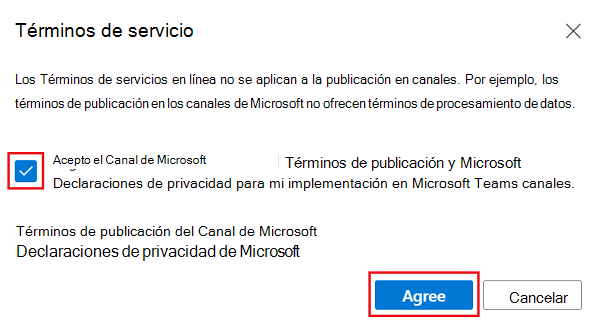 Términos de servicio
Los Términos de servicios en línea no se aplican a la publicación en canales. Por ejemplo, los
términos de publicación en los canales de Microsoft no ofrecen términos de procesamiento de datos.
Acepto el Canal de Microsoft Términos de publicación y Microsoft
Declaraciones de privacidad para mi implementación en Microsoft Teams canales.
Términos de publicación del Canal de Microsoft
Declaraciones de privacidad de Microsoft
Agree Cancelar